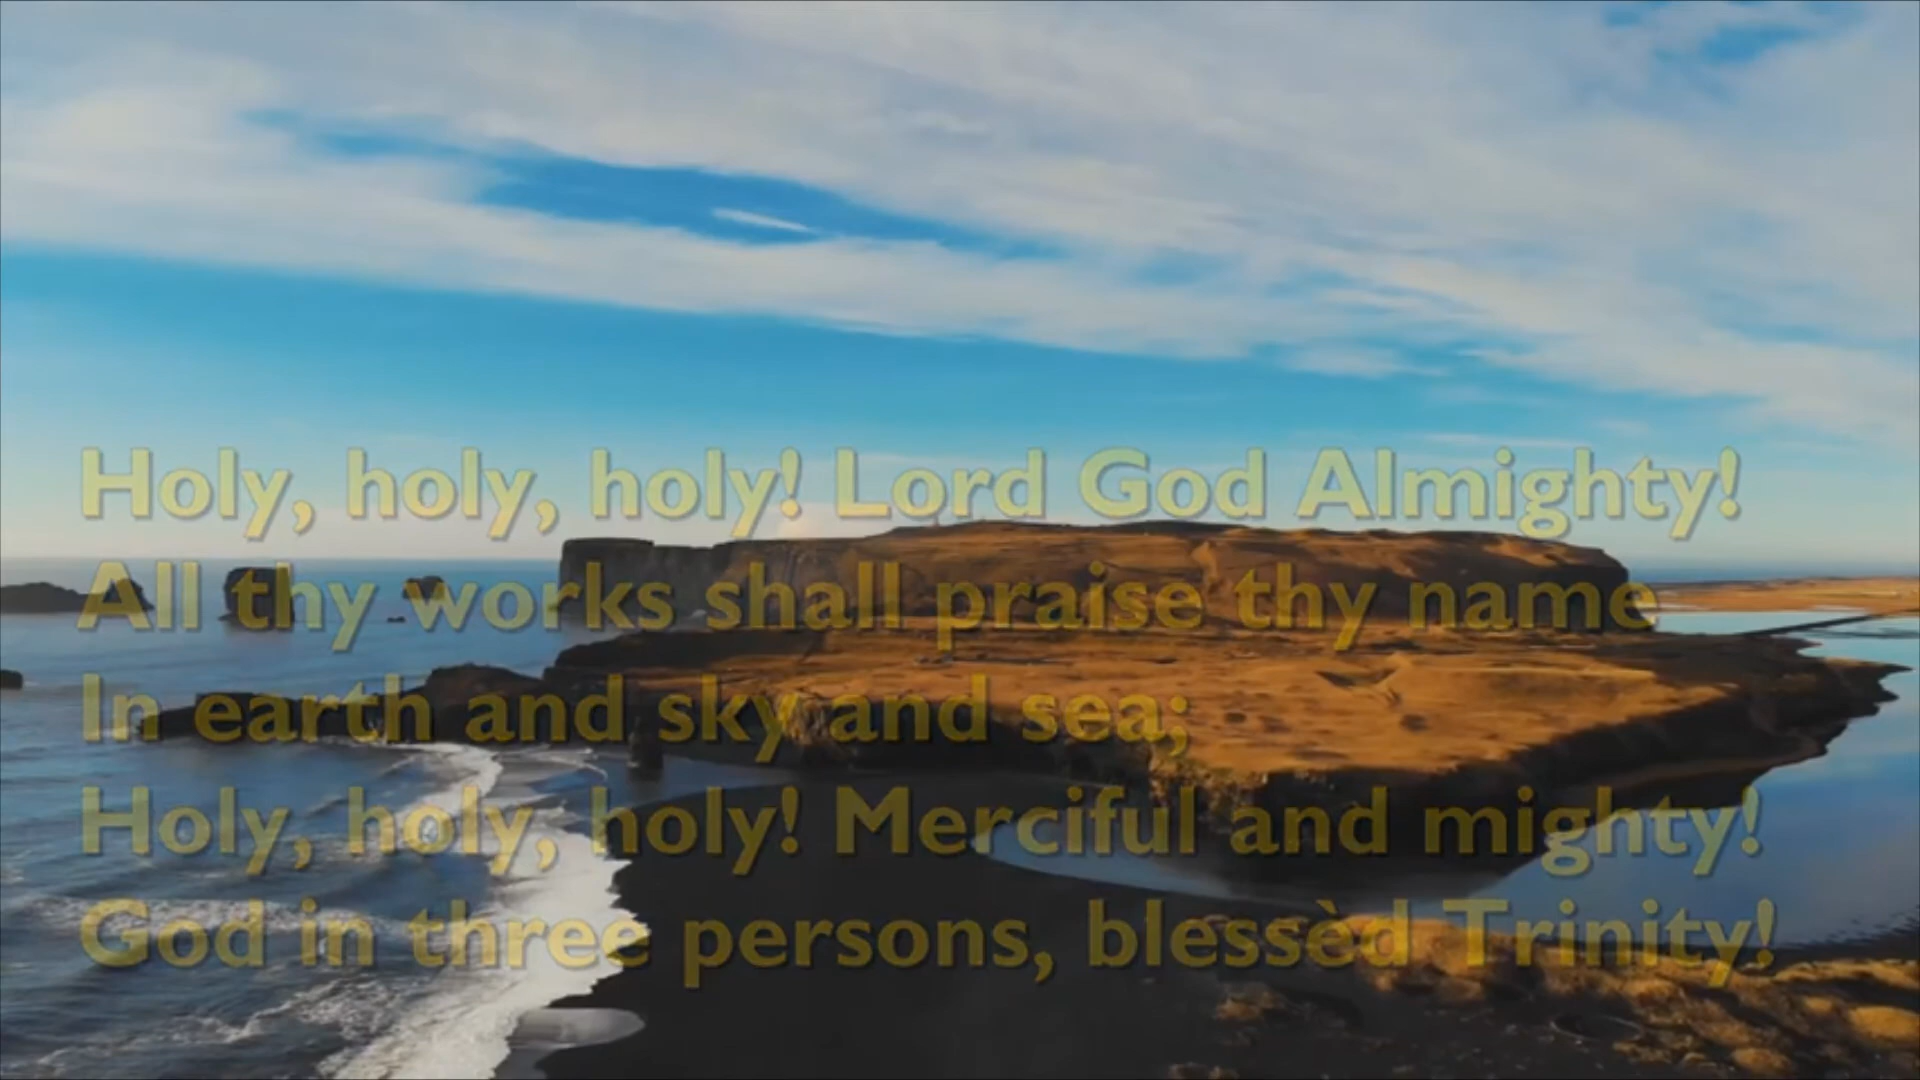 Holy, holy, holy! Lord God Almighty!
All thy works shall praise thy name
In earth and sky and sea;
Holy, holy, holy! Merciful and mighty!
God in three persons, blessèd Trinity!